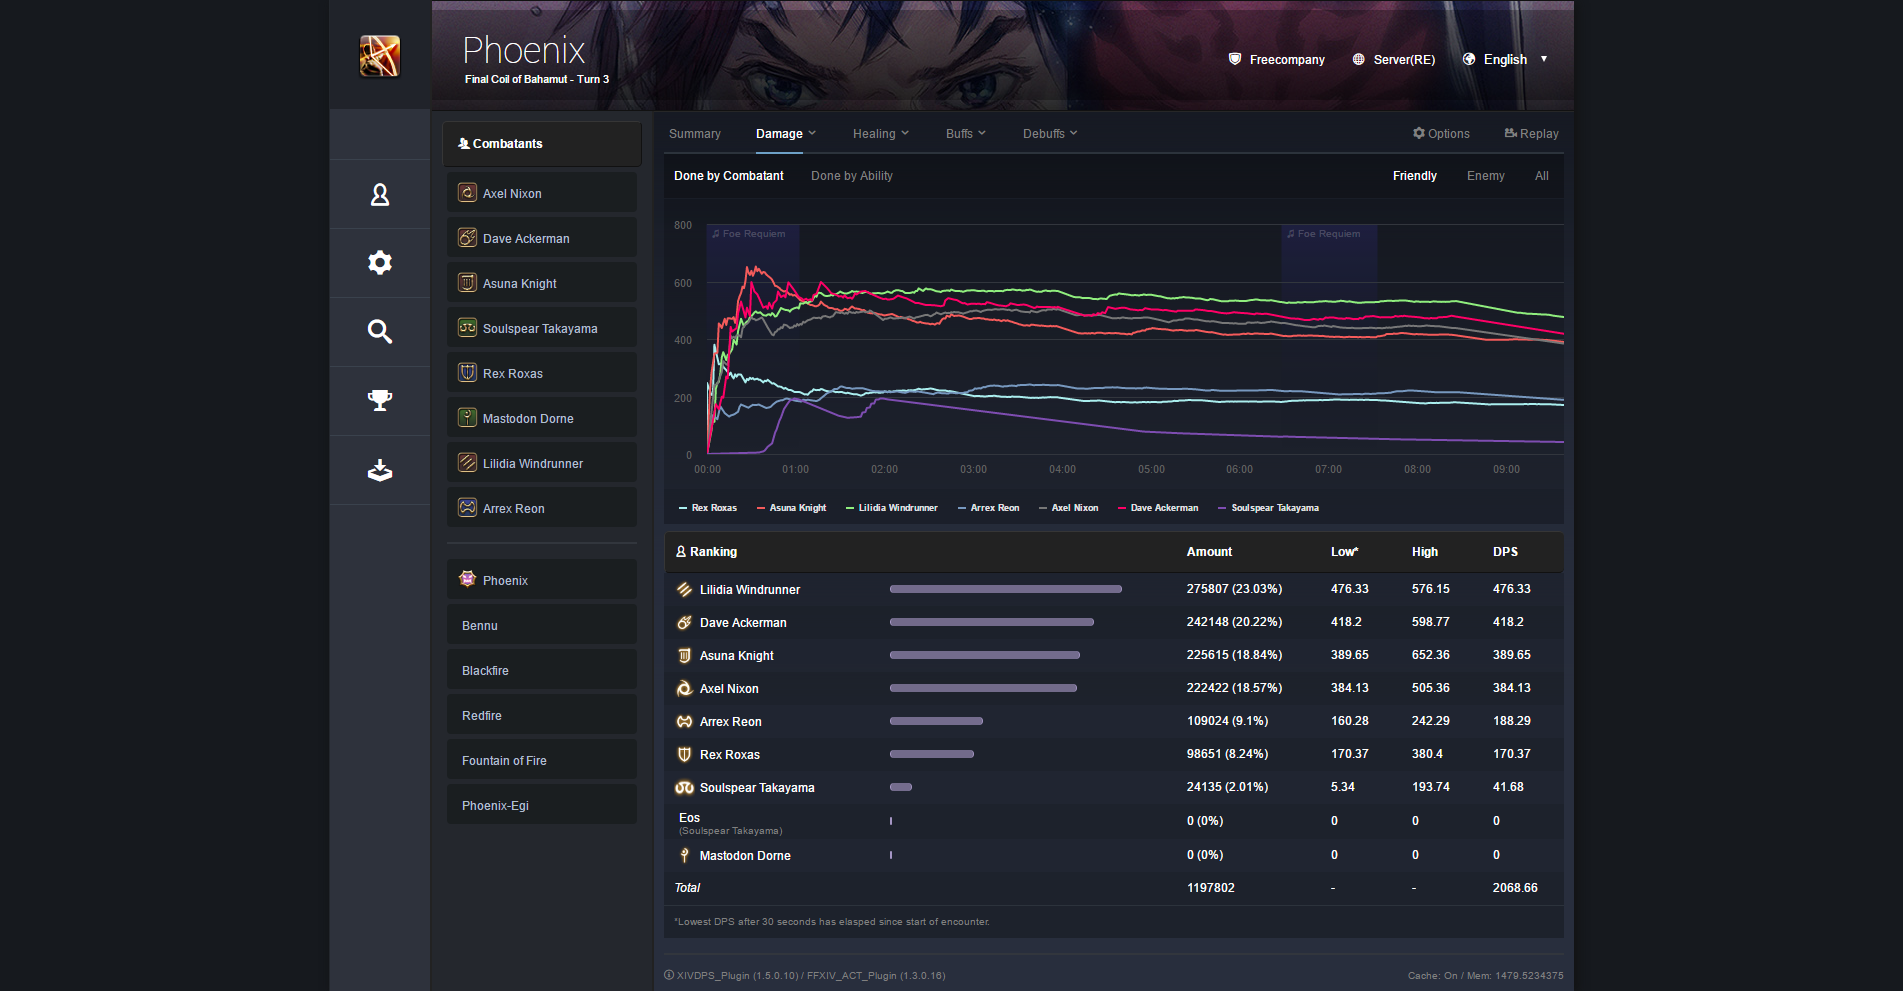 Phoenix
Final Coil of Bahamut - Turn 3
Freecompany Server(RE) English
Combatants
Axel Nixon
Dave Ackerman
Asuna Knight
Soulspear Takayama
Rex Roxas
Mastodon Dorne
Lilidia Windrunner
Arrex Reon
Phoenix
Bennu
Blackfire
Redfire
Fountain of Fire
Phoenix-Egi
Summary Damage Healing Buffs Debuffs Options Replay
Done by Combatant Done by Ability Friendly Enemy All
800
600
400
200
0
Foe Requiem Foe Requiem
00:00 01:00 02:00 03:00 04:00 05:00 06:00 07:00 08:00 09:00
Rex Roxas Asuna Knight Lilidia Windrunner Arrex Reon Axel Nixon Dave Ackerman Soulspear Takayama
Ranking Amount Low* High DPS
Lilidia Windrunner 275807 (23.03%) 476.33 576.15 476.33
Dave Ackerman 242148 (20.22%) 418.2 598.77 418.2
Asuna Knight 225615 (18.84%) 389.65 652.36 389.65
Axel Nixon 222422 (18.57%) 384.13 505.36 384.13
Arrex Reon 109024 (9.1%) 160.28 242.29 188.29
Rex Roxas 98651 (8.24%) 170.37 380.4 170.37
Soulspear Takayama 24135 (2.01%) 5.34 193.74 41.68
Eos 0 (0%) 0 0 0
(Soulspear Takayama)
Mastodon Dorne 0 (0%) 0 0 0
Total 1197802 - - 2068.66
*Lowest DPS after 30 seconds has elasped since start of encounter.
XIVDPS_Plugin (1.5.0.10) / FFXIV_ACT_Plugin (1.3.0.16) Cache: On / Mem: 1479.5234375